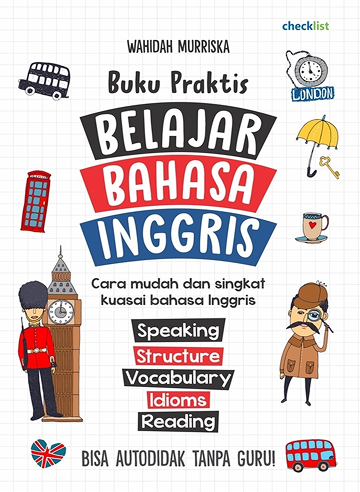 checklist
WAHIDAH MURRISKA
Buku Praktis
LONDON
BELAJAR
BAHASA
INGGRIS
Cara mudah dan singkat
kuasai bahasa Inggris
Speaking
Structure
Vocabulary
Idioms
Reading
BISA AUTODIDAK TANPA GURU!